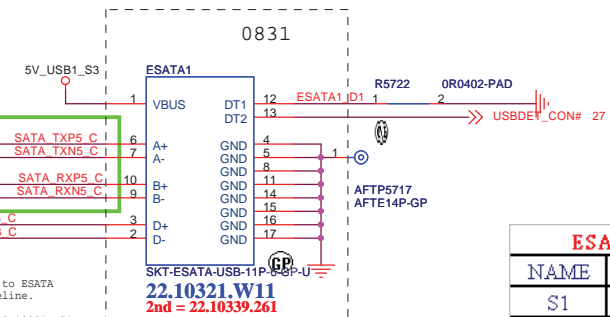 0831
5V_USB1_S3
ESATA1
R5722
0R0402-PAD
1
VBUS
DT1
12
ESATA1_D1
1
2
DT2
13
USBDET_CON# 27
SATA_TXP5_C
6
A+
GND
4
SATA_TXN5_C
7
A-
GND
5
1
GND
8
SATA_RXP5_C
10
B+
GND
11
SATA_RXN5_C
9
B-
GND
14
AFTP5717
AFTE14P-GP
GND
15
_C
3
D+
GND
16
_C
2
D-
GND
17
GP
SKT-ESATA-USB-11P-6-GP-U
22.10321.W11
2nd = 22.10339.261
to ESATA
eline.
ESA
NAME
S1